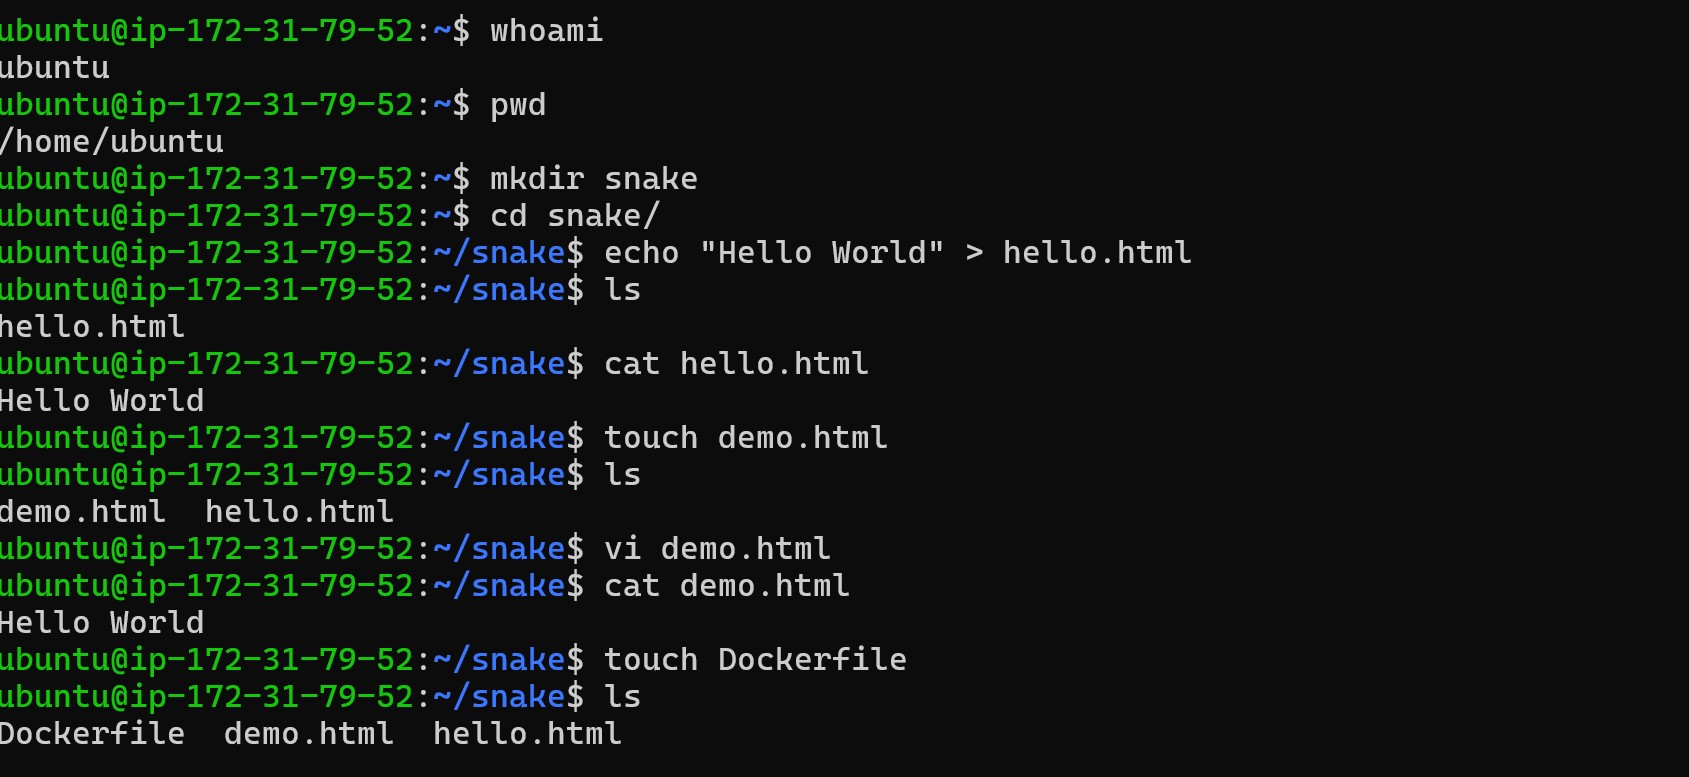 ubuntu@ip-172-31-79-52:~$ whoami
ubuntu
ubuntu@ip-172-31-79-52:~$ pwd
/home/ubuntu
ubuntu@ip-172-31-79-52:~$ mkdir snake
ubuntu@ip-172-31-79-52:~$ cd snake/
ubuntu@ip-172-31-79-52:~/snake$ echo "Hello World" > hello.html
ubuntu@ip-172-31-79-52:~/snake$ ls
hello.html
ubuntu@ip-172-31-79-52:~/snake$ cat hello.html
Hello World
ubuntu@ip-172-31-79-52:~/snake$ touch demo.html
ubuntu@ip-172-31-79-52:~/snake$ ls
demo.html  hello.html
ubuntu@ip-172-31-79-52:~/snake$ vi demo.html
ubuntu@ip-172-31-79-52:~/snake$ cat demo.html
Hello World
ubuntu@ip-172-31-79-52:~/snake$ touch Dockerfile
ubuntu@ip-172-31-79-52:~/snake$ ls
Dockerfile  demo.html  hello.html